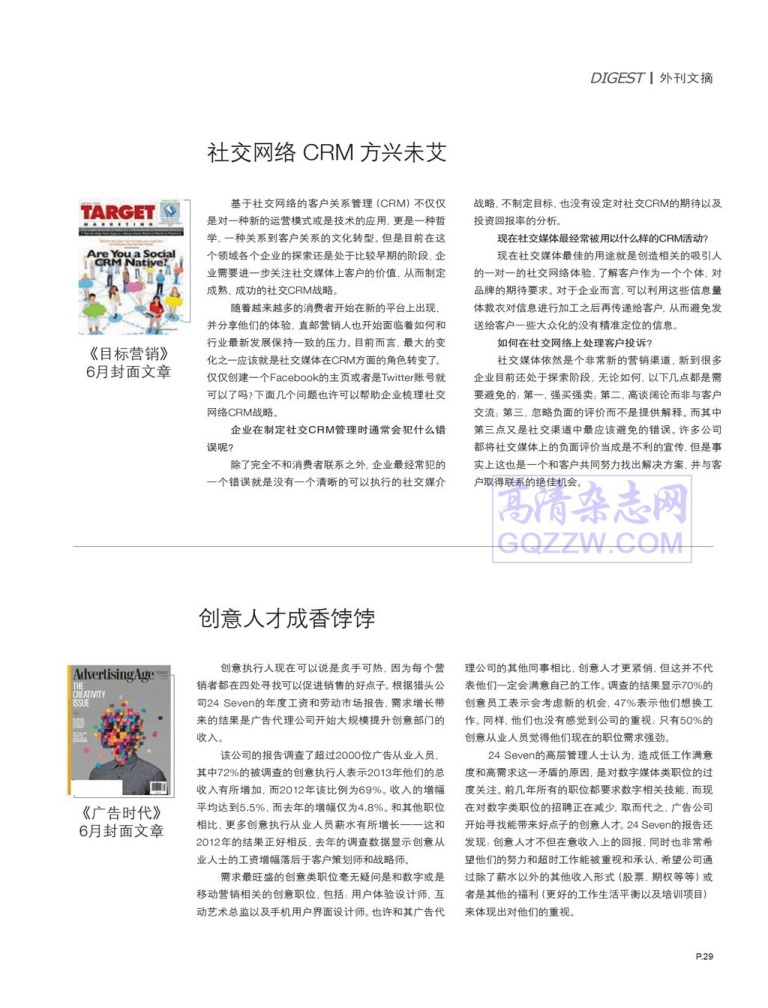 DIGEST | 外刊文摘
社交网络 CRM 方兴未艾
TARGET
MARKETING
Are You a Social
CRM Native?
《目标营销》
6月封面文章
基于社交网络的客户关系管理（CRM）不仅仅
是对一种新的运营模式或是技术的应用，更是一种哲
学，一种关系到客户关系的文化转型。但是目前在这
个领域各个企业的探索还是处于比较早期的阶段，企
业需要进一步关注社交媒体上客户的价值，从而制定
成熟，成功的社交CRM战略。
随着越来越多的消费者开始在新的平台上出现，
并分享他们的体验，直邮营销人也开始面临着如何和
行业最新发展保持一致的压力。目前而言，最大的变
化之一应该就是社交媒体在CRM方面的角色转变了。
仅仅创建一个Facebook的主页或者是Twitter账号就
可以了吗？下面几个问题也许可以帮助企业梳理社交
网络CRM战略。
企业在制定社交CRM管理时通常会犯什么错
误呢？
除了完全不和消费者联系之外，企业最经常犯的
一个错误就是没有一个清晰的可以执行的社交媒介
战略，不制定目标，也没有设定对社交CRM的期待以及
投资回报率的分析。
现在社交媒体最经常被用以什么样的CRM活动？
现在社交媒体最佳的用途就是创造相关的吸引人
的一对一的社交网络体验，了解客户作为一个个体，对
品牌的期待要求。对于企业而言，可以利用这些信息量
体裁衣对信息进行加工之后再传递给客户，从而避免发
送给客户一些大众化的没有精准定位的信息。
如何在社交网络上处理客户投诉？
社交媒体依然是个非常新的营销渠道，新到很多
企业目前还处于探索阶段，无论如何，以下几点都是需
要避免的：第一，强买强卖；第二，高谈阔论而非与客户
交流；第三，忽略负面的评价而不是提供解释。而其中
第三点又是社交渠道中最应该避免的错误。许多公司
都将社交媒体上的负面评价当成是不利的宣传，但是事
实上这也是一个和客户共同努力找出解决方案，并与客
户取得联系的绝佳机会。
高清杂志网
GQZZW.COM
创意人才成香饽饽
AdvertisingAge
THE
CREATIVITY
ISSUE
《广告时代》
6月封面文章
创意执行人现在可以说是炙手可热，因为每个营
销者都在四处寻找可以促进销售的好点子。根据猎头公
司24 Seven的年度工资和劳动市场报告，需求增长带
来的结果是广告代理公司开始大规模提升创意部门的
收入。
该公司的报告调查了超过2000位广告从业人员，
其中72%的被调查的创意执行人表示2013年他们的总
收入有所增加，而2012年该比例为69%。收入的增幅
平均达到5.5%，而去年的增幅仅为4.8%。和其他职位
相比，更多创意执行从业人员薪水有所增长——这和
2012年的结果正好相反，去年的调查数据显示创意从
业人士的工资增幅落后于客户策划师和战略师。
需求最旺盛的创意类职位毫无疑问是和数字或是
移动营销相关的创意职位，包括：用户体验设计师，互
动艺术总监以及手机用户界面设计师。也许和其广告代
理公司的其他同事相比，创意人才更紧俏，但这并不代
表他们一定会满意自己的工作。调查的结果显示70%的
创意员工表示会考虑新的机会，47%表示他们想换工
作。同样，他们也没有感觉到公司的重视：只有50%的
创意从业人员觉得他们现在的职位需求强劲。
24 Seven的高层管理人士认为，造成低工作满意
度和高需求这一矛盾的原因，是对数字媒体类职位的过
度关注。前几年所有的职位都要求数字相关技能，而现
在对数字类职位的招聘正在减少，取而代之，广告公司
开始寻找能带来好点子的创意人才。24 Seven的报告还
发现：创意人才不但在意收入上的回报，同时也非常希
望他们的努力和超时工作能被重视和承认，希望公司通
过除了薪水以外的其他收入形式（股票，期权等等）或
者是其他的福利（更好的工作生活平衡以及培训项目）
来体现出对他们的重视。
P.29